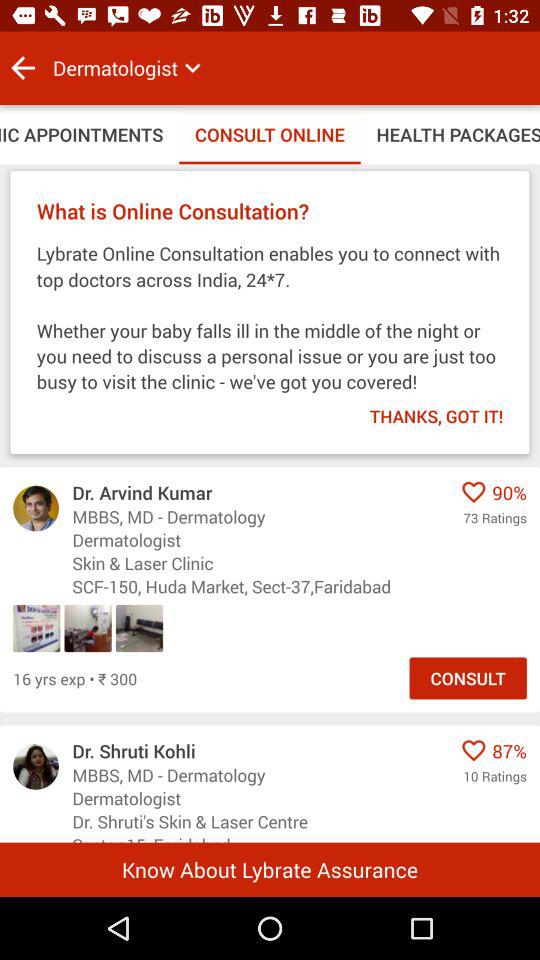 1:32
Dermatologist
IC APPOINTMENTS CONSULT ONLINE HEALTH PACKAGES
What is Online Consultation?
Lybrate Online Consultation enables you to connect with
top doctors across India, 24*7.
Whether your baby falls ill in the middle of the night or
you need to discuss a personal issue or you are just too
busy to visit the clinic - we've got you covered!
THANKS, GOT IT!
Dr. Arvind Kumar
90%
MBBS, MD - Dermatology
73 Ratings
Dermatologist
Skin & Laser Clinic
SCF-150, Huda Market, Sect-37,Faridabad
16 yrs exp • ₹ 300
CONSULT
Dr. Shruti Kohli
87%
MBBS, MD - Dermatology
10 Ratings
Dermatologist
Dr. Shruti's Skin & Laser Centre
Know About Lybrate Assurance